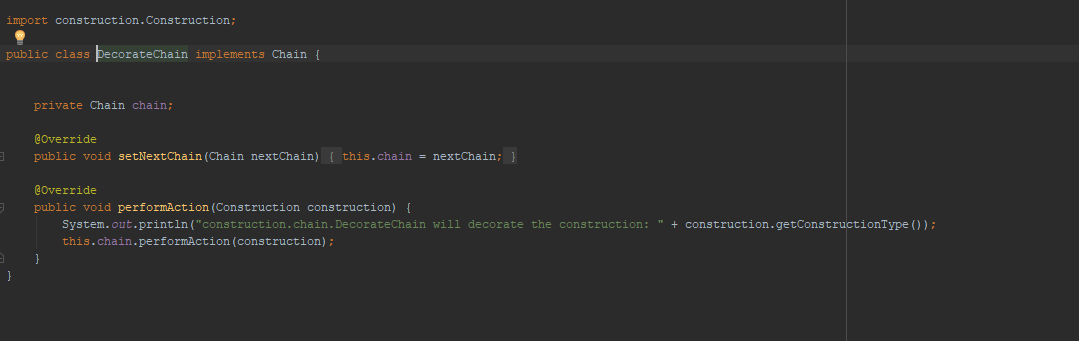 import construction.Construction;
public class DecorateChain implements Chain {
private Chain chain;
@Override
public void setNextChain(Chain nextChain) { this.chain = nextChain; }
@Override
public void performAction(Construction construction) {
System.out.println("construction.chain.DecorateChain will decorate the construction: " + construction.getConstructionType());
this.chain.performAction(construction);
}
}